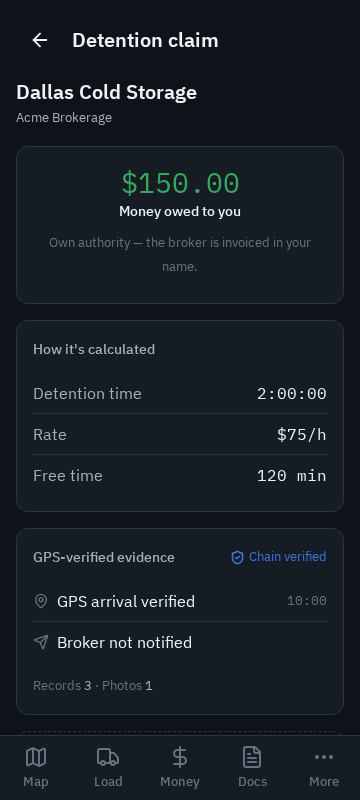 Detention claim
Dallas Cold Storage
Acme Brokerage
$150.00
Money owed to you
Own authority — the broker is invoiced in your
name.
How it's calculated
Detention time 2:00:00
Rate $75/h
Free time 120 min
GPS-verified evidence Chain verified
GPS arrival verified 10:00
Broker not notified
Records 3 · Photos 1
Map Load Money Docs More